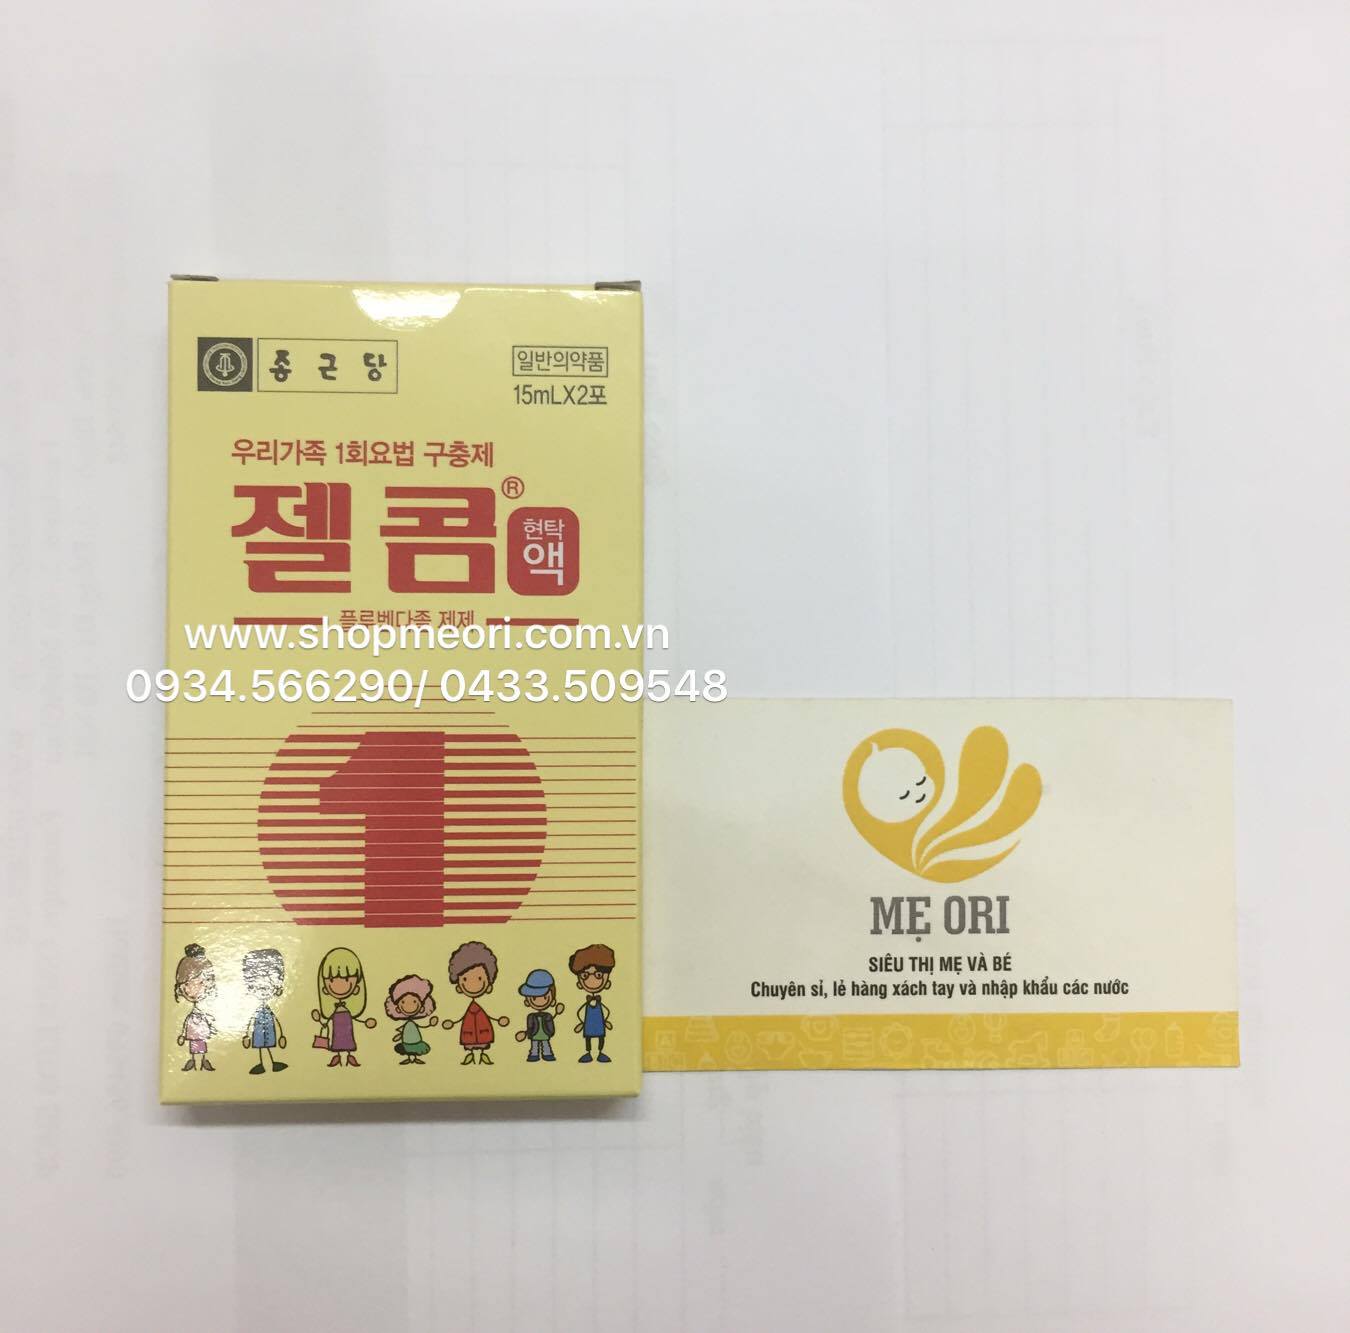 종근당
일반의약품
15mLX2포
우리가족 1회요법 구충제
젤콤®
현탁
액
플루벤다졸 제제
www.shopmeori.com.vn
0934.566290/ 0433.509548
1
MẸ ORI
SIÊU THỊ MẸ VÀ BÉ
Chuyên sỉ, lẻ hàng xách tay và nhập khẩu các nước